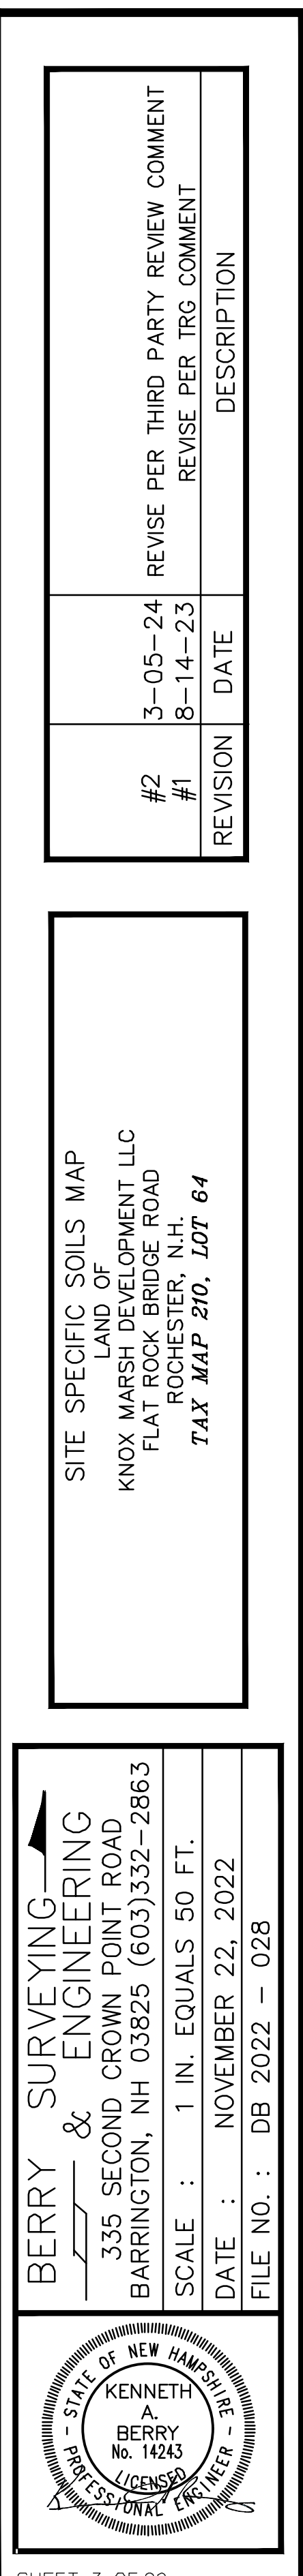 #2 3-05-24 REVISE PER THIRD PARTY REVIEW COMMENT
#1 8-14-23 REVISE PER TRG COMMENT
REVISION DATE DESCRIPTION
SITE SPECIFIC SOILS MAP
LAND OF
KNOX MARSH DEVELOPMENT LLC
FLAT ROCK BRIDGE ROAD
ROCHESTER, N.H.
TAX MAP 210, LOT 64
BERRY SURVEYING
& ENGINEERING
335 SECOND CROWN POINT ROAD
BARRINGTON, NH 03825 (603)332-2863
SCALE : 1 IN. EQUALS 50 FT.
DATE : NOVEMBER 22, 2022
FILE NO. : DB 2022 - 028
STATE OF NEW HAMPSHIRE
KENNETH
A.
BERRY
No. 14243
LICENSED
PROFESSIONAL ENGINEER
SHEET 3 OF